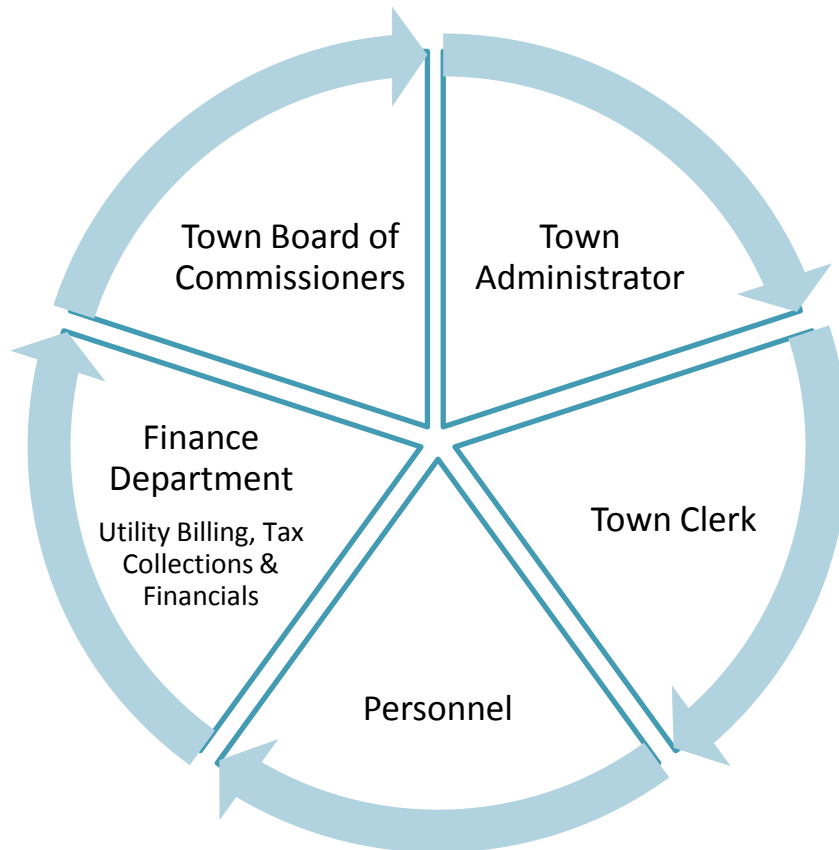 Town Board of
Commissioners
Town
Administrator
Town Clerk
Personnel
Finance
Department
Utility Billing, Tax
Collections &
Financials